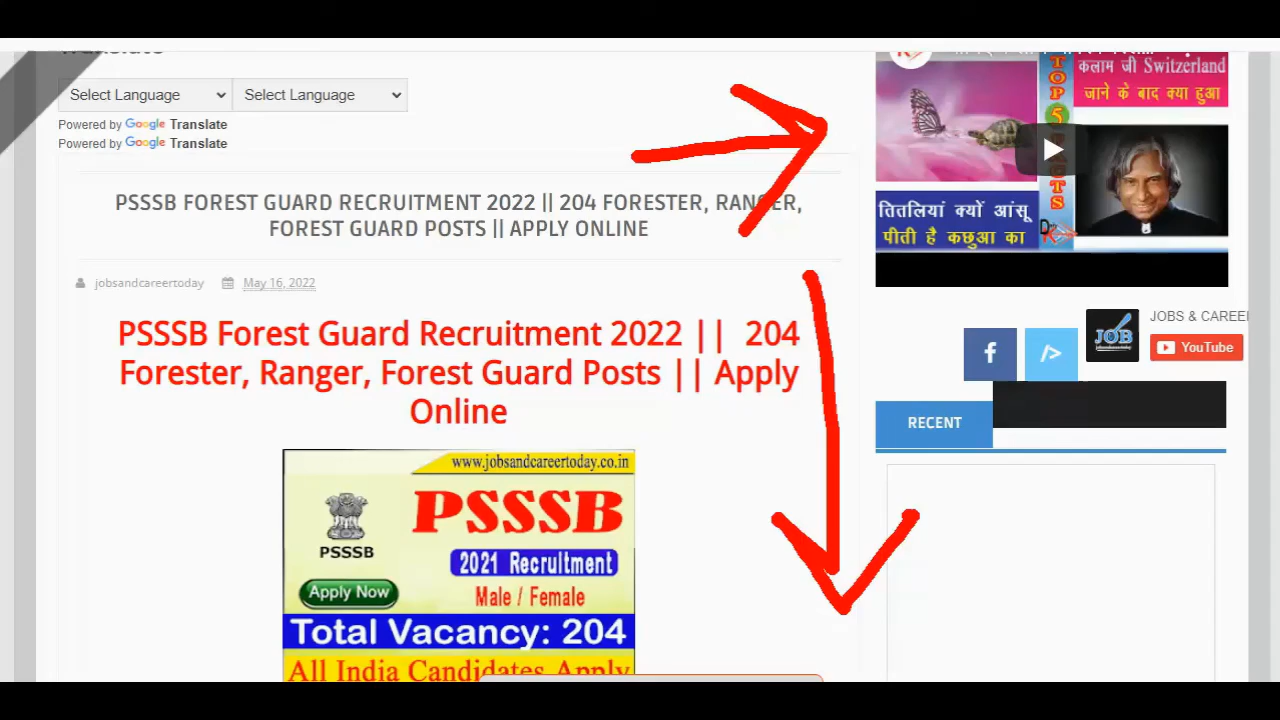 Translate
Select Language
Select Language
Powered by Google Translate
Powered by Google Translate
PSSSB FOREST GUARD RECRUITMENT 2022 || 204 FORESTER, RANGER,
FOREST GUARD POSTS || APPLY ONLINE
jobsandcareertoday
May 16, 2022
PSSSB Forest Guard Recruitment 2022 || 204
Forester, Ranger, Forest Guard Posts || Apply
Online
www.jobsandcareertoday.co.in
PSSSB
PSSSB
2021 Recruitment
Apply Now
Male / Female
Total Vacancy: 204
All India Candidates Apply
TOP 5
कलाम जी Switzerland
जाने के बाद क्या हुआ
तितलियां क्यों आंसू
पीती है कछुआ का
JOBS & CAREE
JOB
YouTube
RECENT